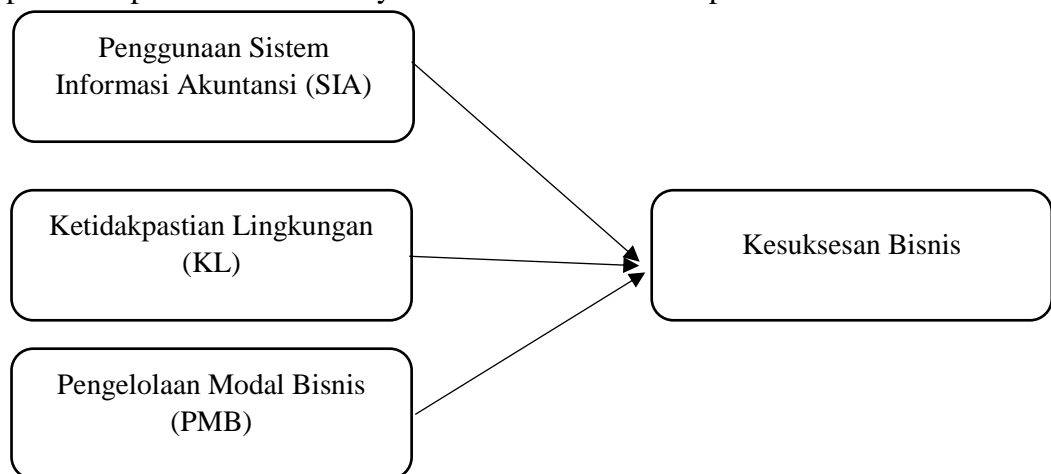 Penggunaan Sistem
Informasi Akuntansi (SIA)
Ketidakpastian Lingkungan
(KL)
Kesuksesan Bisnis
Pengelolaan Modal Bisnis
(PMB)